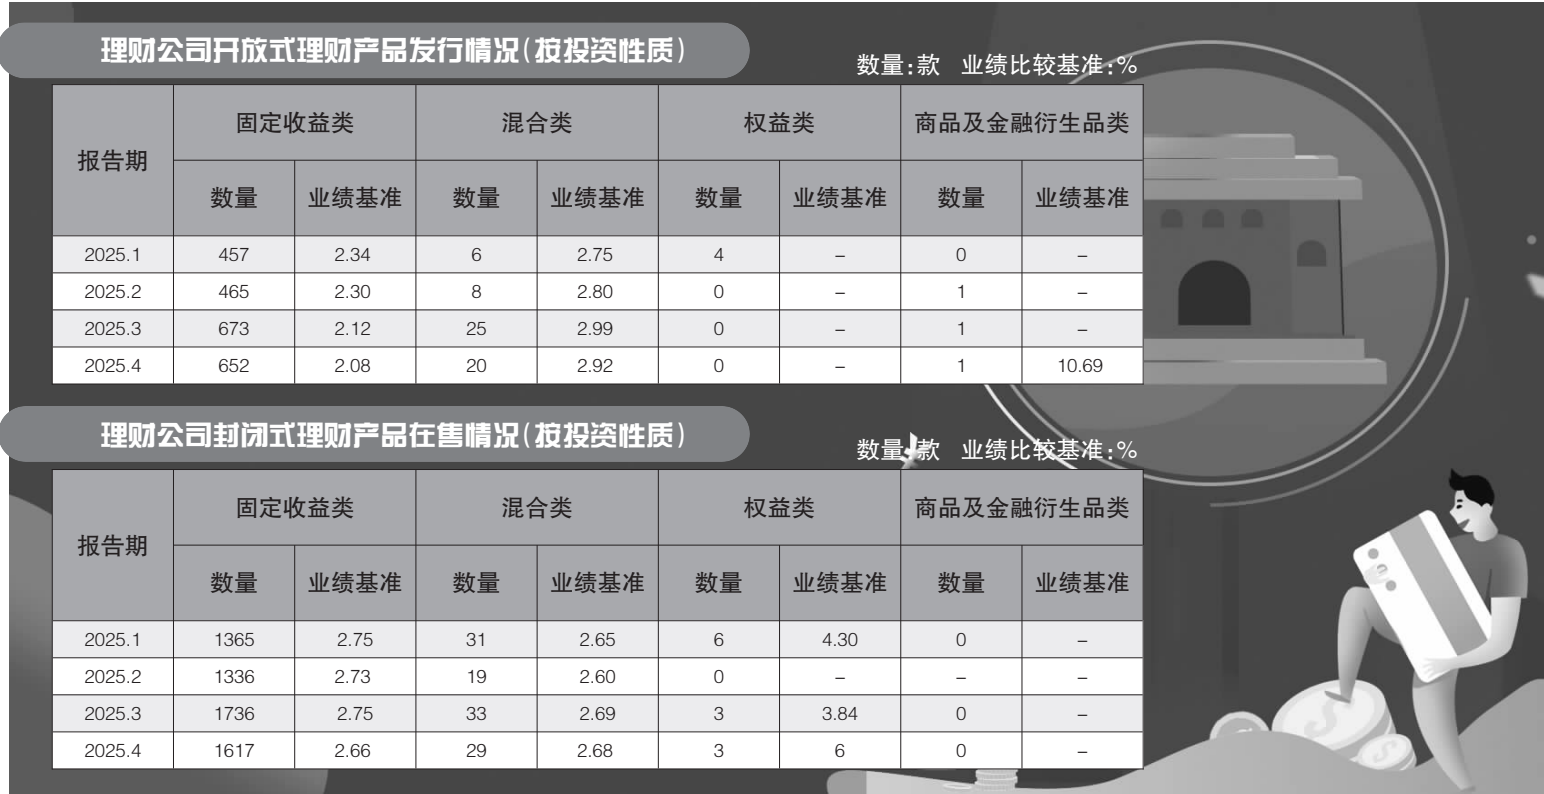 理财公司开放式理财产品发行情况（按投资性质）
数量：款 业绩比较基准：%
报告期 固定收益类 混合类 权益类 商品及金融衍生品类
数量 业绩基准 数量 业绩基准 数量 业绩基准 数量 业绩基准
2025.1 457 2.34 6 2.75 4 – 0 –
2025.2 465 2.30 8 2.80 0 – 1 –
2025.3 673 2.12 25 2.99 0 – 1 –
2025.4 652 2.08 20 2.92 0 – 1 10.69
理财公司封闭式理财产品在售情况（按投资性质）
数量：款 业绩比较基准：%
报告期 固定收益类 混合类 权益类 商品及金融衍生品类
数量 业绩基准 数量 业绩基准 数量 业绩基准 数量 业绩基准
2025.1 1365 2.75 31 2.65 6 4.30 0 –
2025.2 1336 2.73 19 2.60 0 – – –
2025.3 1736 2.75 33 2.69 3 3.84 0 –
2025.4 1617 2.66 29 2.68 3 6 0 –